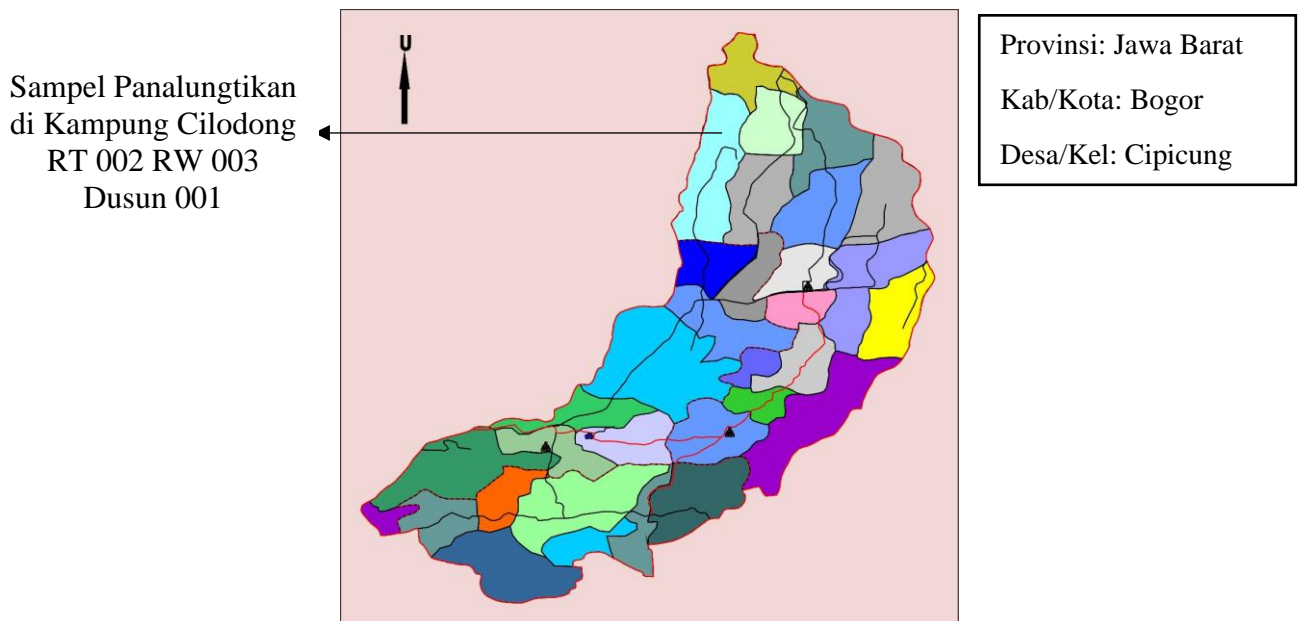 Sampel Panalungtikan
di Kampung Cilodong
RT 002 RW 003
Dusun 001
U
Provinsi: Jawa Barat
Kab/Kota: Bogor
Desa/Kel: Cipicung